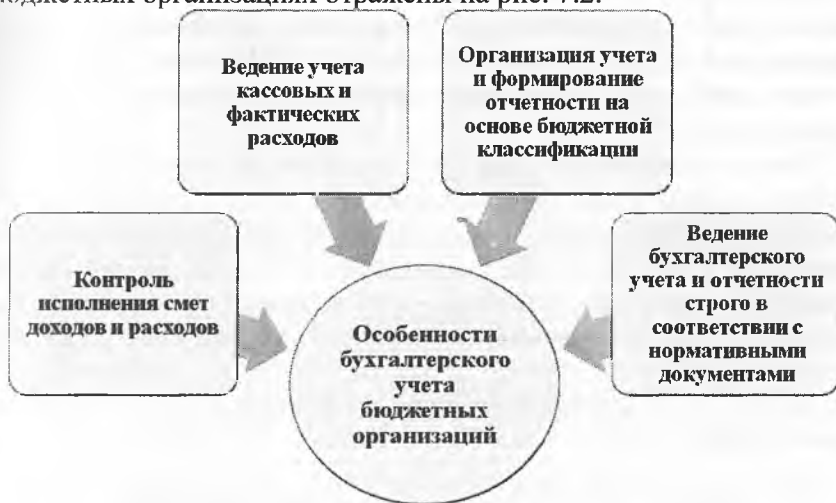 юджетных организациях отражены на рис. 7.2.
Ведение учета
кассовых и
фактических
расходов
Организация учета
и формирование
отчетности на
основе бюджетной
классификации
Контроль
исполнения смет
доходов и расходов
Ведение
бухгалтерского
учета и отчетности
строго в
соответствии с
нормативными
документами
Особенности
бухгалтерского
учета
бюджетных
организаций